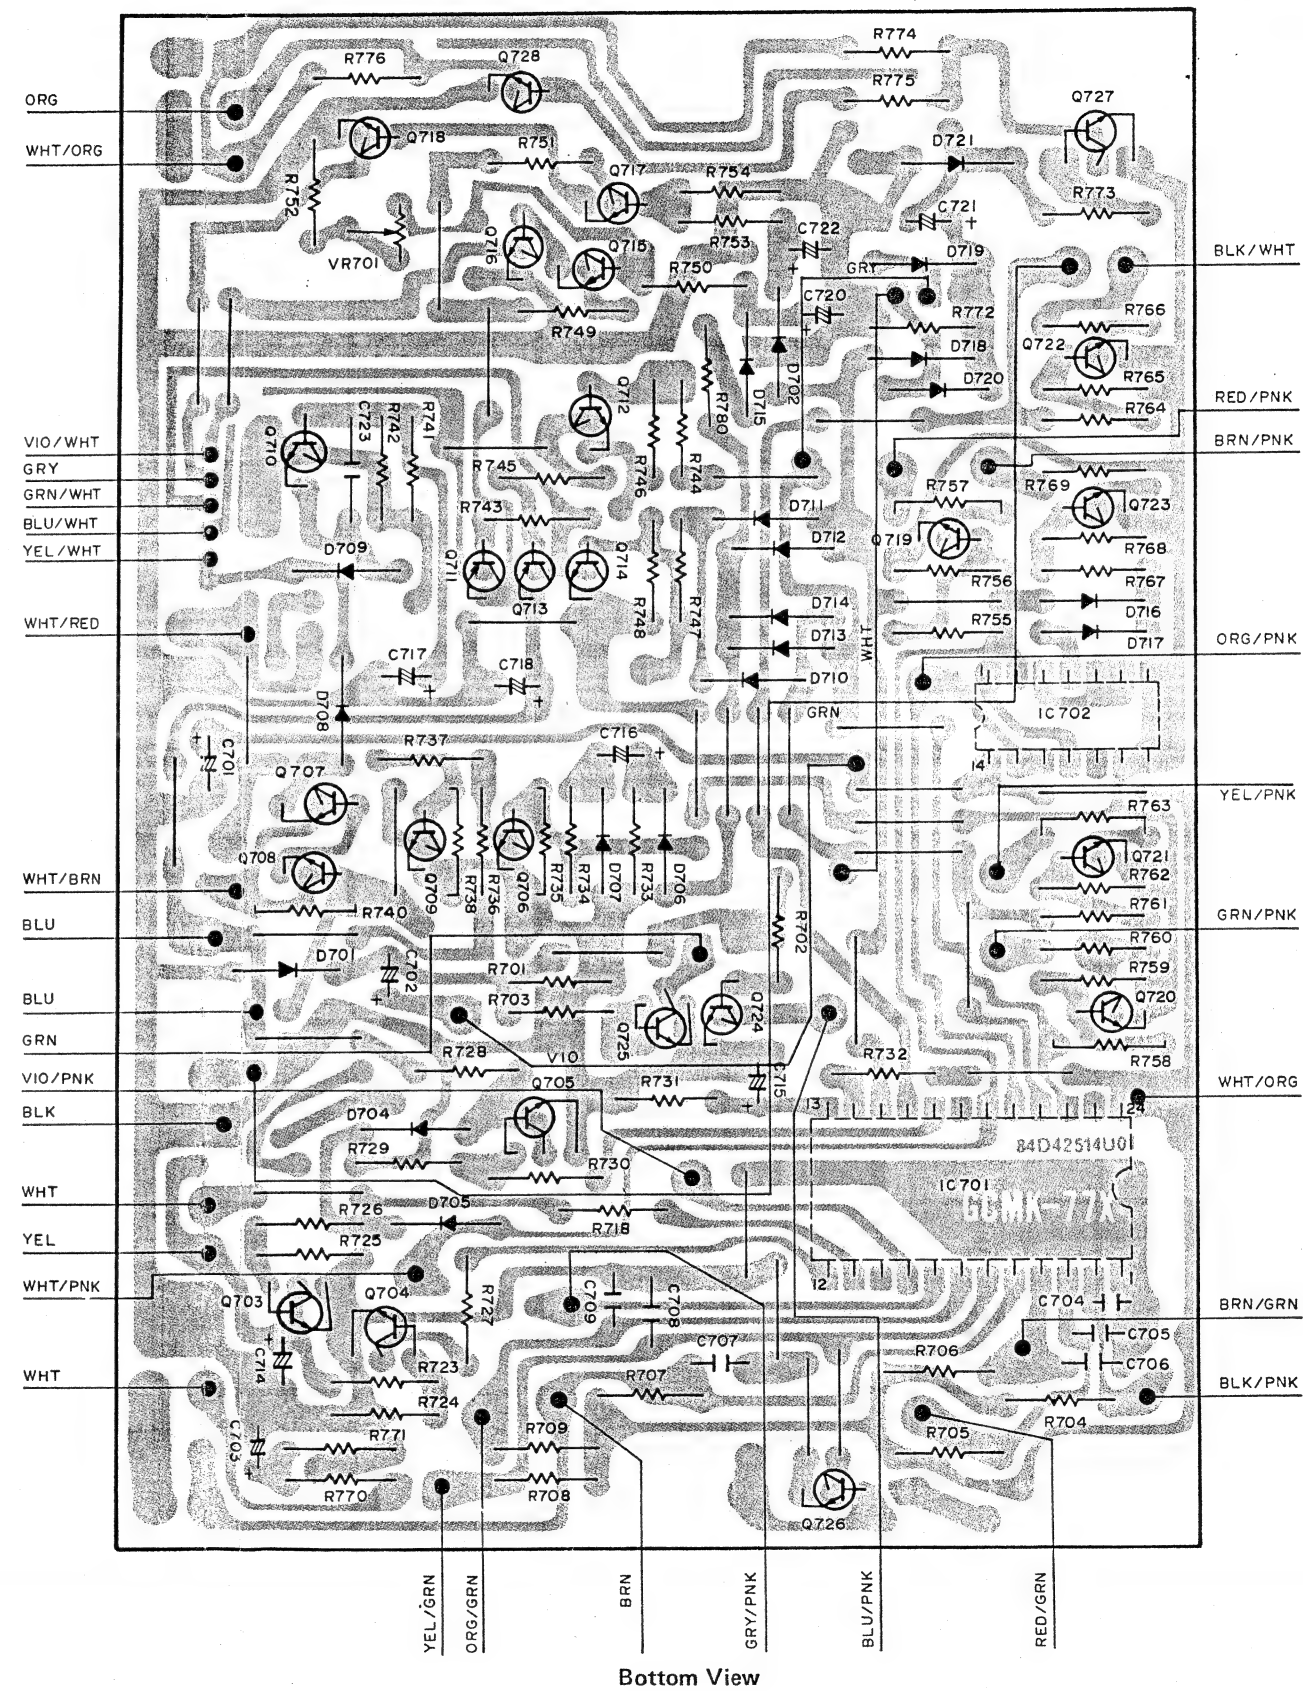 R774
R776
Q728
R775
ORG
Q727
Q718
R751
D721
WHT/ORG
Q717
R754
R752
R773
C721
+
Q716
C722
R753
Q715
D719
BLK/WHT
VR701
R750
GRY
+
C720
R766
R749
R772
+
Q722
D718
D702
R765
D720
Q712
R780
D715
RED/PNK
C723
R742
R741
R764
Q710
VIO/WHT
BRN/PNK
GRY
R745
R746
R744
R769
R757
GRN/WHT
R743
D711
Q723
BLU/WHT
D712
Q719
R768
YEL/WHT
D709
Q711
Q714
R756
R767
Q713
D714
D716
WHT/RED
R748
R747
R755
D713
WHT
D717
ORG/PNK
C717
C718
D710
+
+
D708
GRN
IC702
+
C701
R737
C716
+
14
Q707
YEL/PNK
R763
Q708
Q721
WHT/BRN
R762
Q709
R738
R736
Q706
R735
R734
D707
R733
D706
R740
R761
GRN/PNK
BLU
R702
R760
D701
C702
R701
R759
+
BLU
R703
Q725
Q724
Q720
GRN
R728
VIO
R732
R758
VIO/PNK
Q705
R731
C715
WHT/ORG
+
13
24
BLK
D704
R729
84D42514U01
R730
WHT
IC701
R726
D705
GCMK-77X
R718
YEL
R725
WHT/PNK
12
Q703
Q704
R727
C709
C708
C704
BRN/GRN
+
C714
C707
C705
R723
R706
C706
WHT
R707
BLK/PNK
R724
R704
C703
R771
R709
R705
+
R770
R708
Q726
YEL/GRN
ORG/GRN
BRN
GRY/PNK
BLU/PNK
RED/GRN
Bottom View